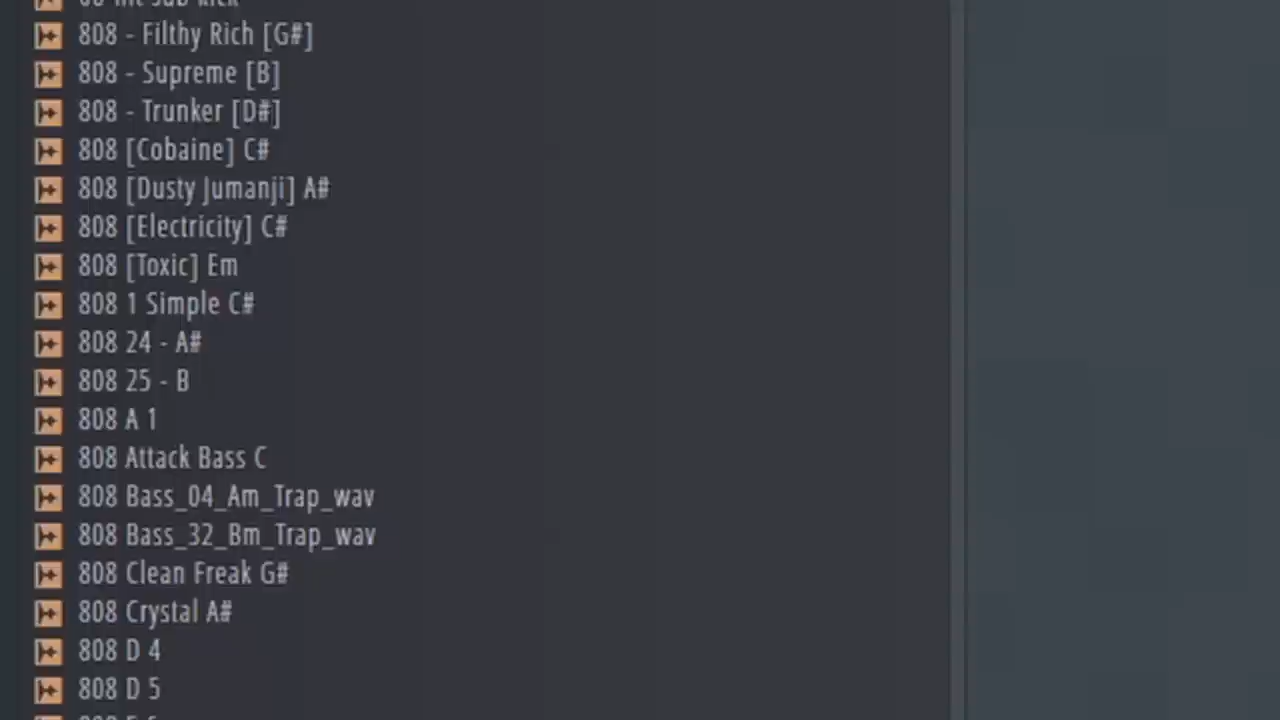 808 - Filthy Rich [G#]
808 - Supreme [B]
808 - Trunker [D#]
808 [Cobaine] C#
808 [Dusty Jumanji] A#
808 [Electricity] C#
808 [Toxic] Em
808 1 Simple C#
808 24 - A#
808 25 - B
808 A 1
808 Attack Bass C
808 Bass_04_Am_Trap_wav
808 Bass_32_Bm_Trap_wav
808 Clean Freak G#
808 Crystal A#
808 D 4
808 D 5